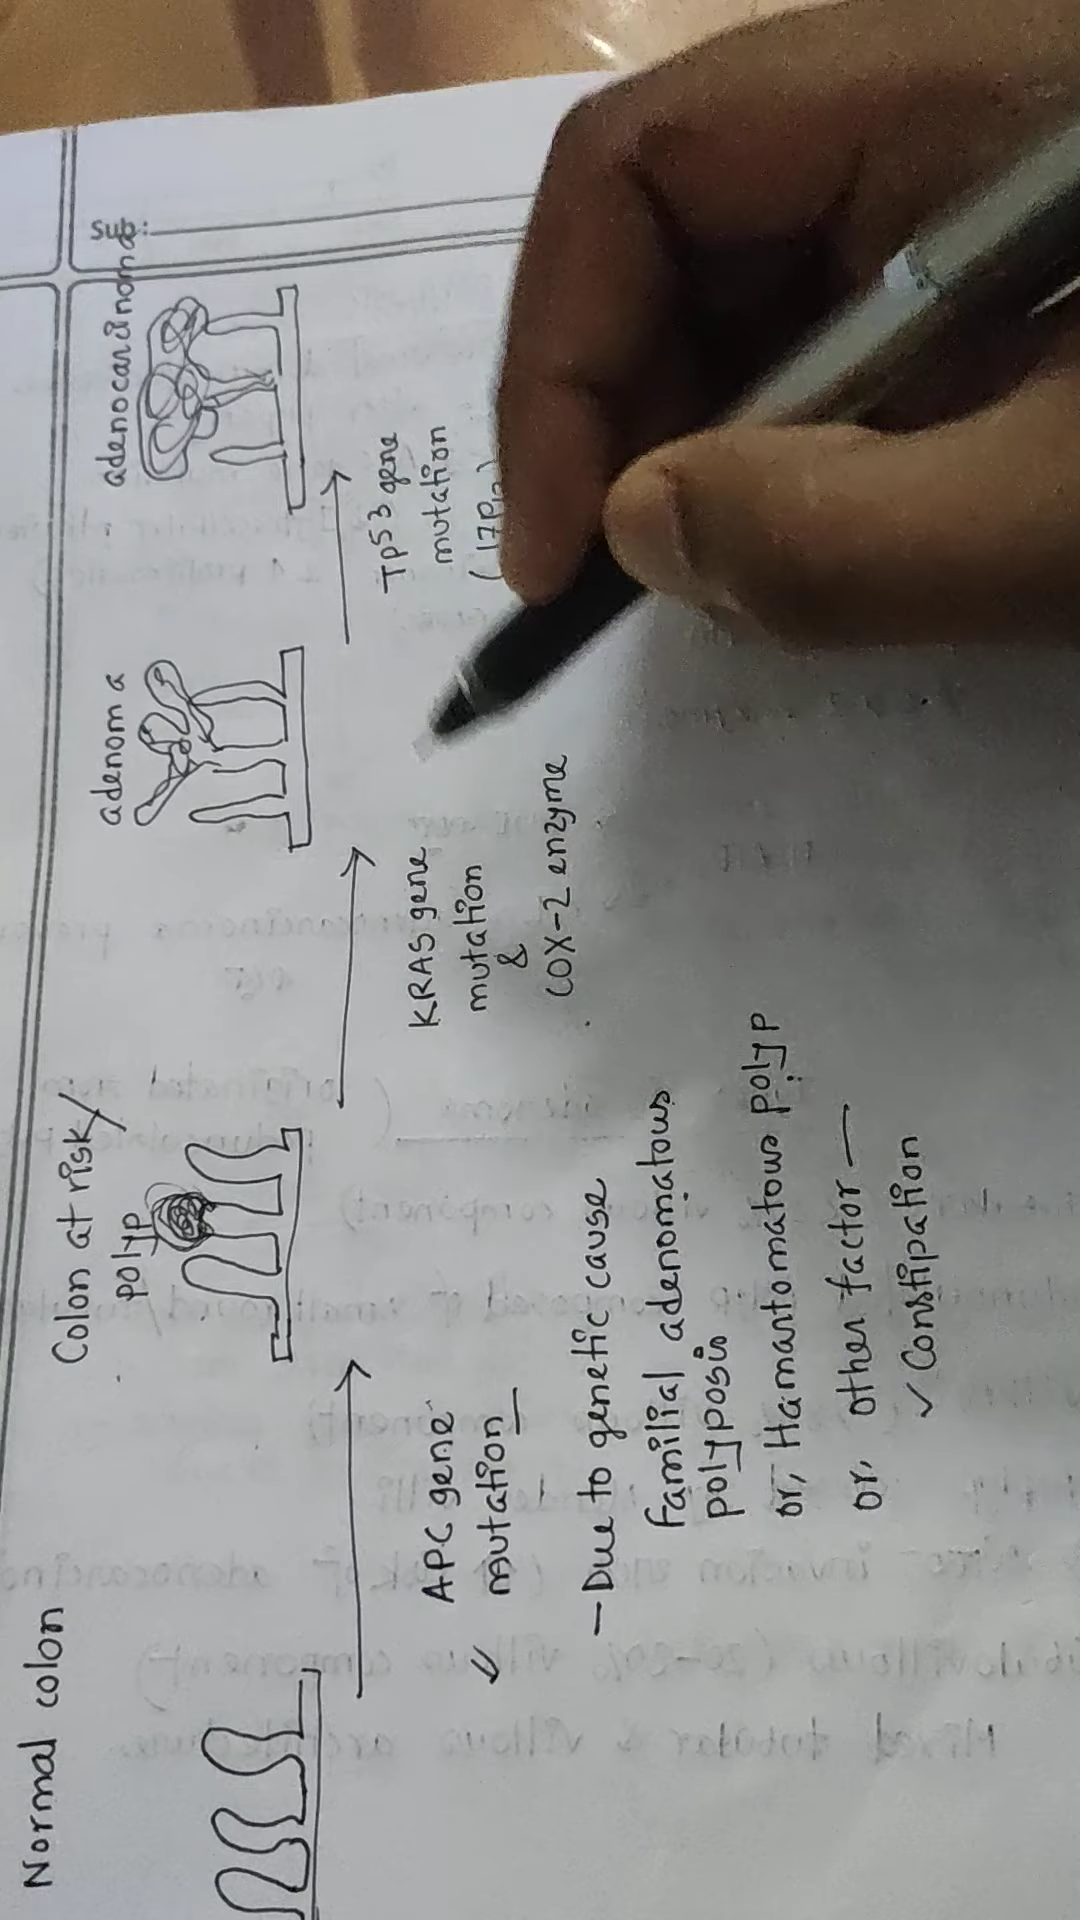 Sub:
Normal colon
Colon at risk/
polyp
adenoma
adenocarcinoma
APC gene
mutation
- Due to genetic cause
familial adenomatous
polyposis
or, Hamartomatous polyp
or, other factor —
✓ Constipation
KRAS gene
mutation
&
COX-2 enzyme
TP53 gene
mutation